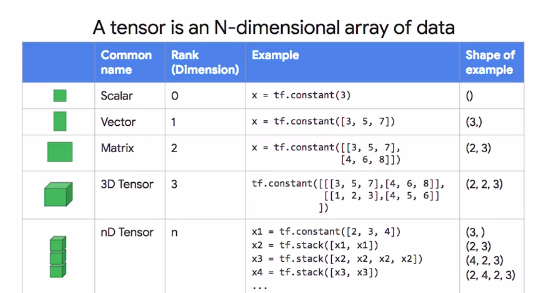 A tensor is an N-dimensional array of data
Common name
Rank (Dimension)
Example
Shape of example
Scalar
0
x = tf.constant(3)
()
Vector
1
x = tf.constant([3, 5, 7])
(3,)
Matrix
2
x = tf.constant([[3, 5, 7],
[4, 6, 8]])
(2, 3)
3D Tensor
3
tf.constant([[[3, 5, 7],[4, 6, 8]],
[[1, 2, 3],[4, 5, 6]]
])
(2, 2, 3)
nD Tensor
n
x1 = tf.constant([2, 3, 4])
x2 = tf.stack([x1, x1])
x3 = tf.stack([x2, x2, x2, x2])
x4 = tf.stack([x3, x3])
...
(3, )
(2, 3)
(4, 2, 3)
(2, 4, 2, 3)